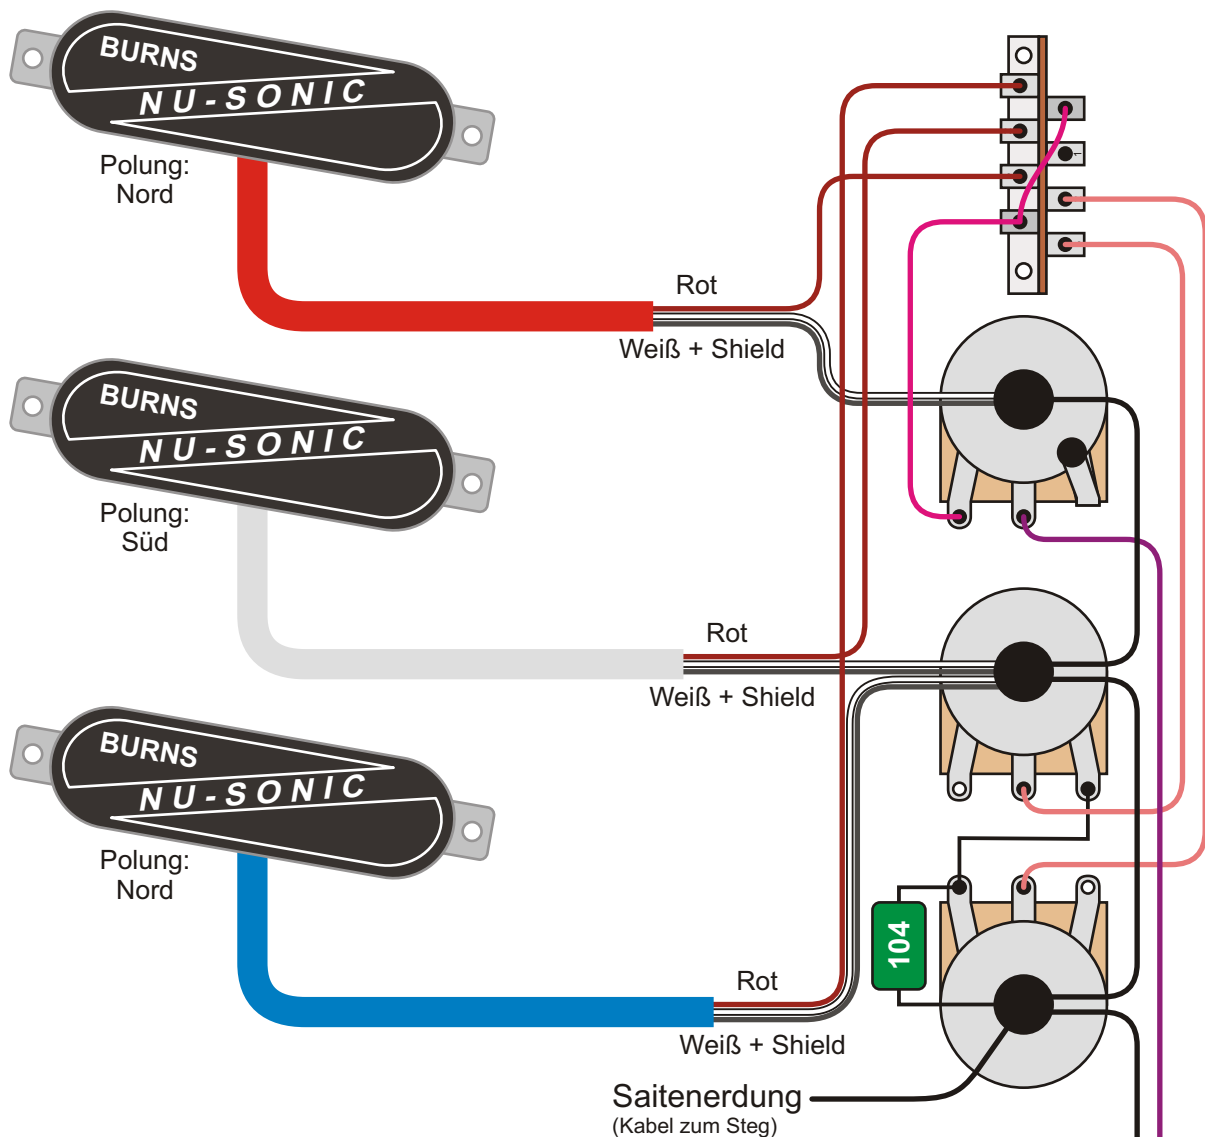 BURNS
NU-SONIC
Polung:
Nord
Rot
Weiß + Shield
BURNS
NU-SONIC
Polung:
Süd
Rot
Weiß + Shield
BURNS
NU-SONIC
Polung:
Nord
Rot
Weiß + Shield
104
Saitenerdung
(Kabel zum Steg)